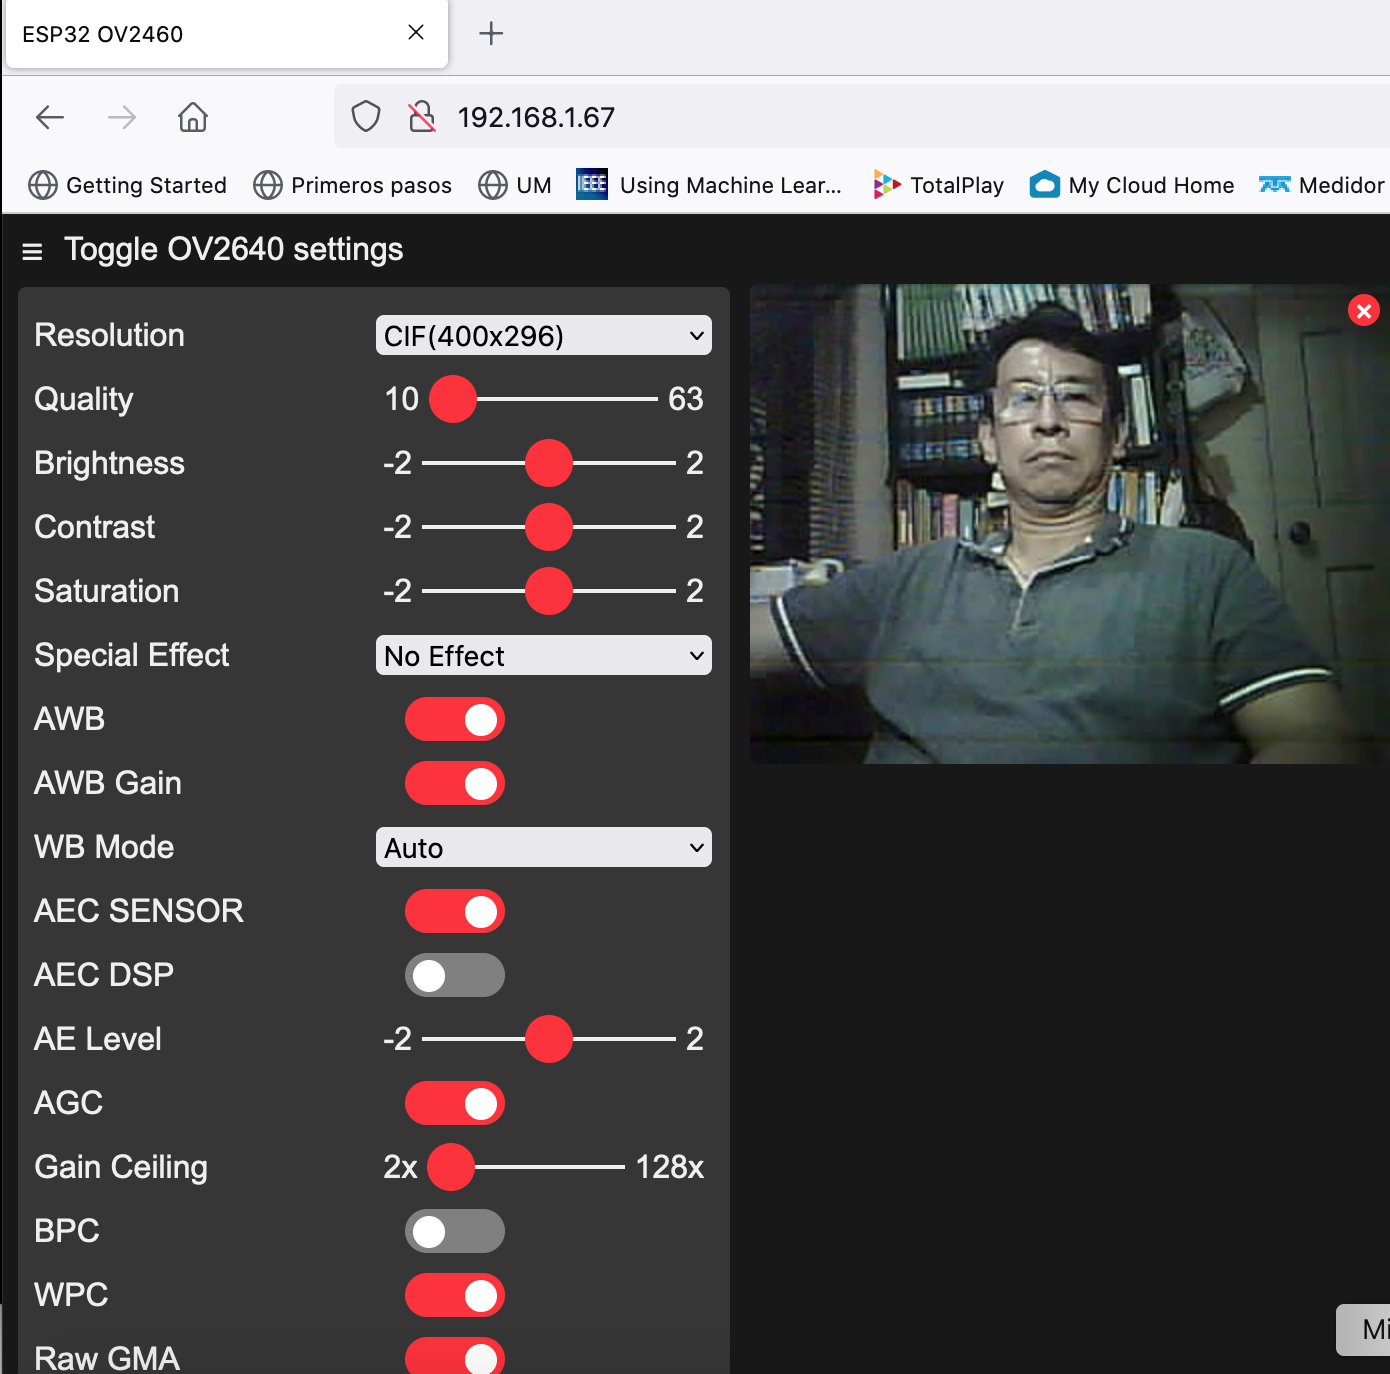 ESP32 OV2460
192.168.1.67
Getting Started Primeros pasos UM IEEE Using Machine Lear... TotalPlay My Cloud Home Medidor
Toggle OV2640 settings
Resolution CIF(400x296)
Quality 10 63
Brightness -2 2
Contrast -2 2
Saturation -2 2
Special Effect No Effect
AWB
AWB Gain
WB Mode Auto
AEC SENSOR
AEC DSP
AE Level -2 2
AGC
Gain Ceiling 2x 128x
BPC
WPC
Mi
Raw GMA